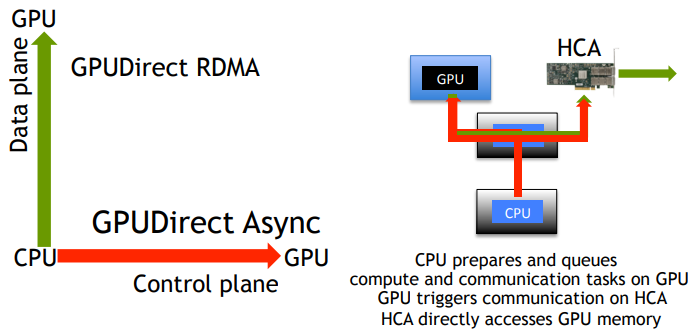 GPU
Data plane
GPUDirect RDMA
GPUDirect Async
CPU
GPU
Control plane
HCA
GPU
CPU
CPU prepares and queues
compute and communication tasks on GPU
GPU triggers communication on HCA
HCA directly accesses GPU memory